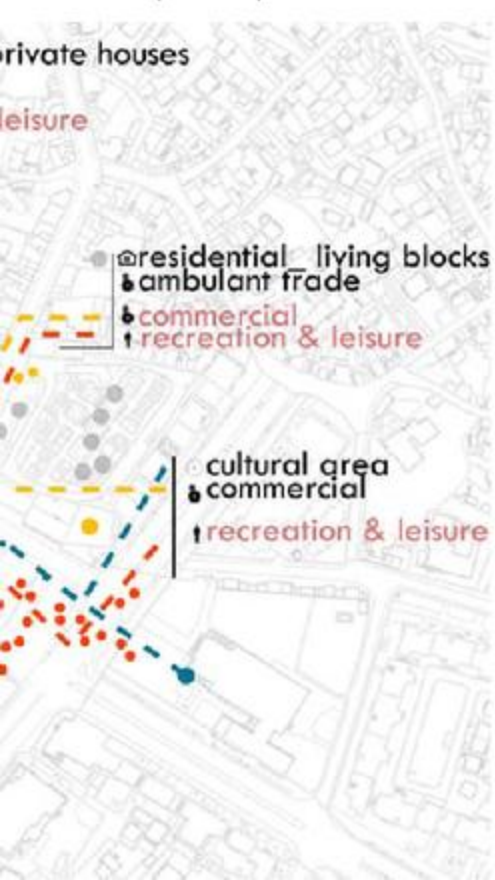 private houses
leisure
residential_ living blocks
ambulant trade
commercial
recreation & leisure
cultural area
commercial
recreation & leisure